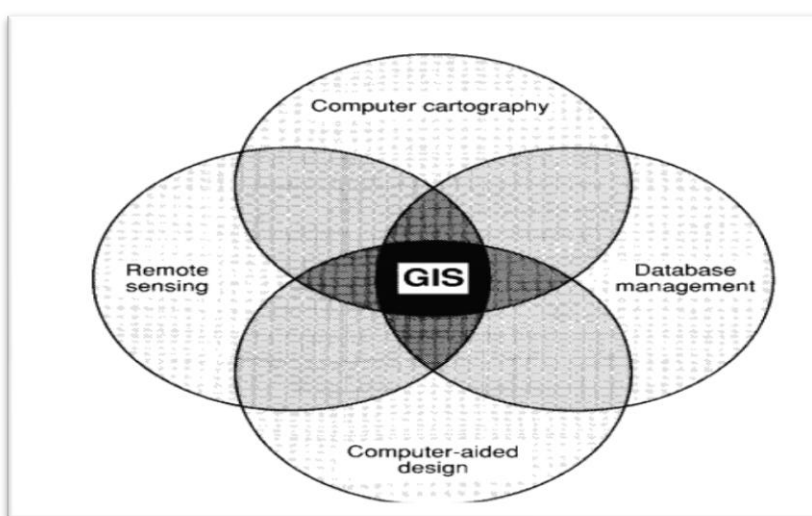 Computer cartography
Remote
sensing
GIS
Database
management
Computer-aided
design